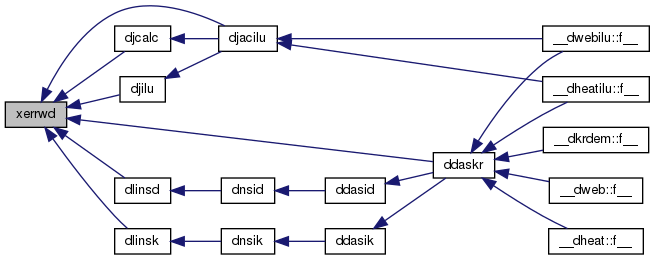 djcalc
djacilu
__dwebilu::f__
djilu
__dheatilu::f__
xerrwd
__dkrdem::f__
ddaskr
dlinsd
dnsid
ddasid
__dweb::f__
dlinsk
dnsik
ddasik
__dheat::f__